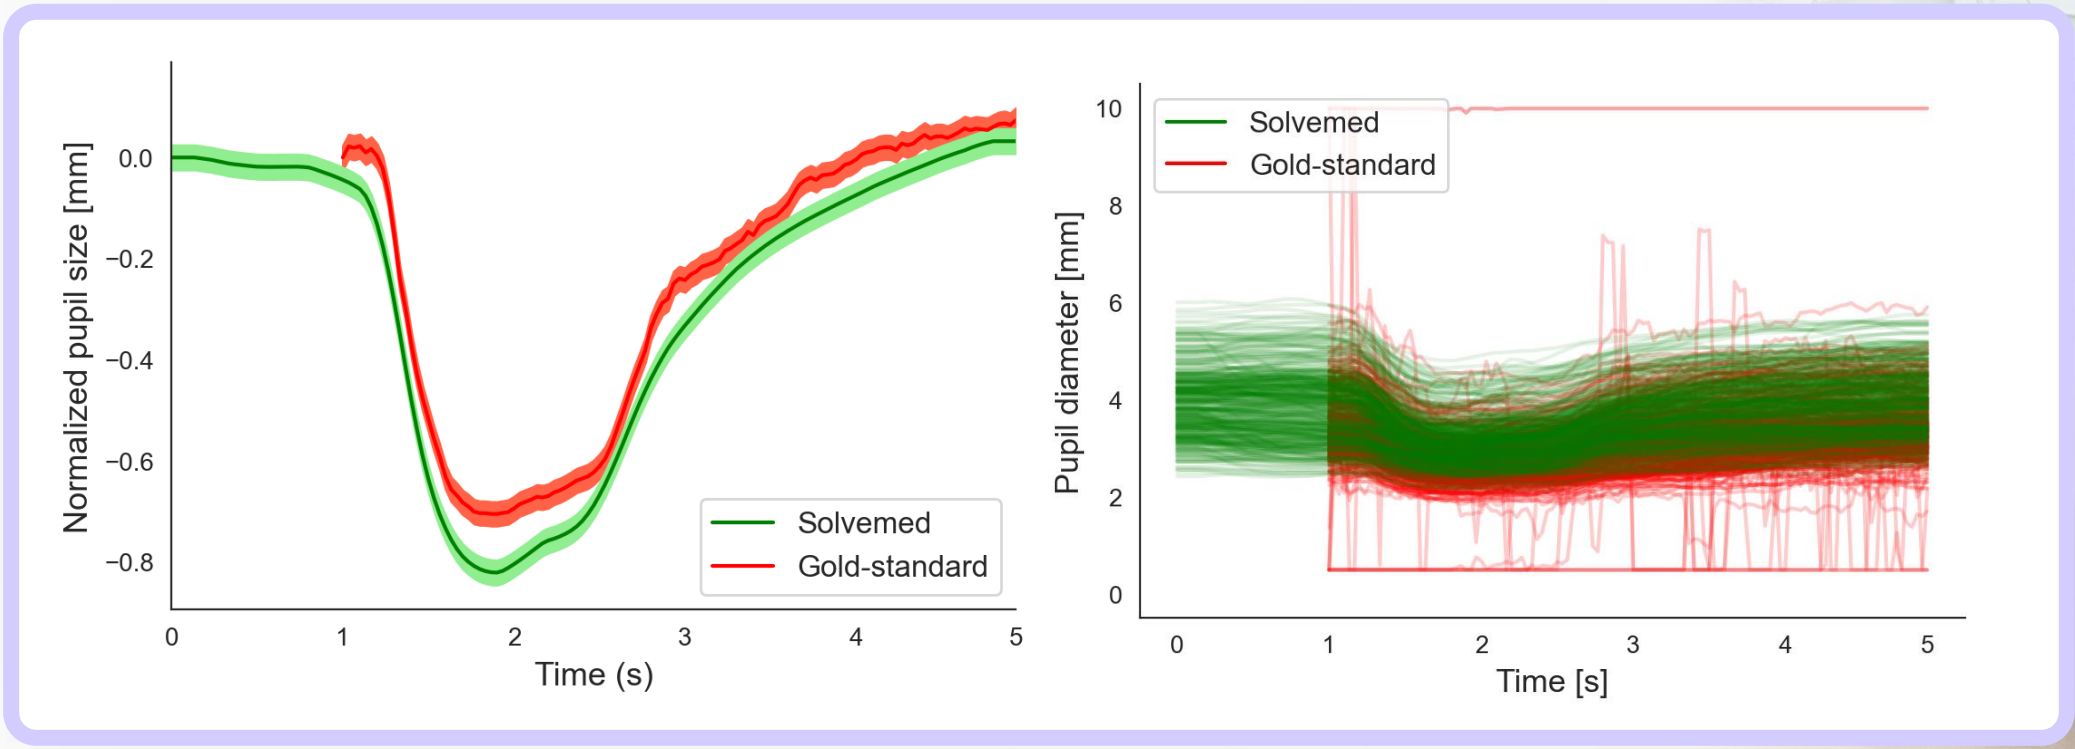 Normalized pupil size [mm]
0.0
−0.2
−0.4
−0.6
−0.8
Solvemed
Gold-standard
0 1 2 3 4 5
Time (s)
Pupil diameter [mm]
10
8
6
4
2
0
Solvemed
Gold-standard
0 1 2 3 4 5
Time [s]